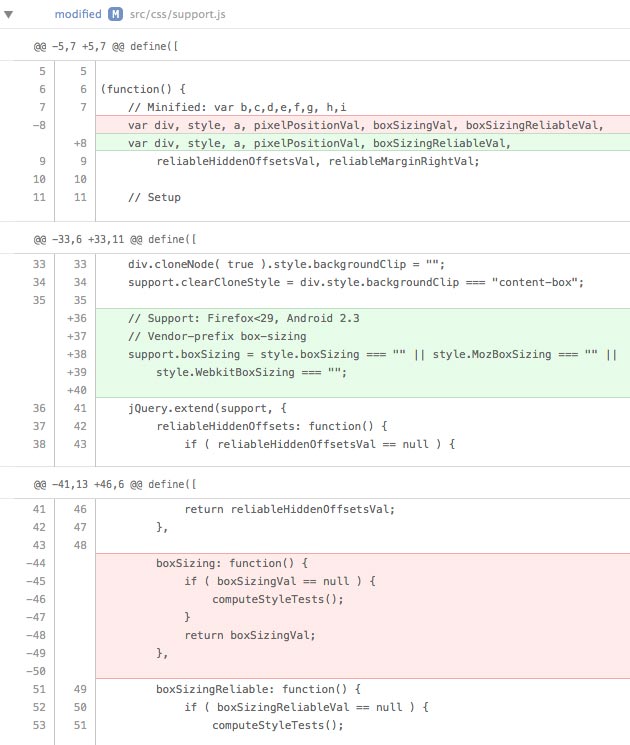 modified M src/css/support.js
@@ −5,7 +5,7 @@ define([
5 5
6 6 (function() {
7 7 // Minified: var b,c,d,e,f,g, h,i
−8 var div, style, a, pixelPositionVal, boxSizingVal, boxSizingReliableVal,
+8 var div, style, a, pixelPositionVal, boxSizingReliableVal,
9 9 reliableHiddenOffsetsVal, reliableMarginRightVal;
10 10
11 11 // Setup
@@ −33,6 +33,11 @@ define([
33 33 div.cloneNode( true ).style.backgroundClip = "";
34 34 support.clearCloneStyle = div.style.backgroundClip === "content-box";
35 35
+36 // Support: Firefox<29, Android 2.3
+37 // Vendor-prefix box-sizing
+38 support.boxSizing = style.boxSizing === "" || style.MozBoxSizing === "" ||
+39 style.WebkitBoxSizing === "";
+40
36 41 jQuery.extend(support, {
37 42 reliableHiddenOffsets: function() {
38 43 if ( reliableHiddenOffsetsVal == null ) {
@@ −41,13 +46,6 @@ define([
41 46 return reliableHiddenOffsetsVal;
42 47 },
43 48
−44 boxSizing: function() {
−45 if ( boxSizingVal == null ) {
−46 computeStyleTests();
−47 }
−48 return boxSizingVal;
−49 },
−50
51 49 boxSizingReliable: function() {
52 50 if ( boxSizingReliableVal == null ) {
53 51 computeStyleTests();